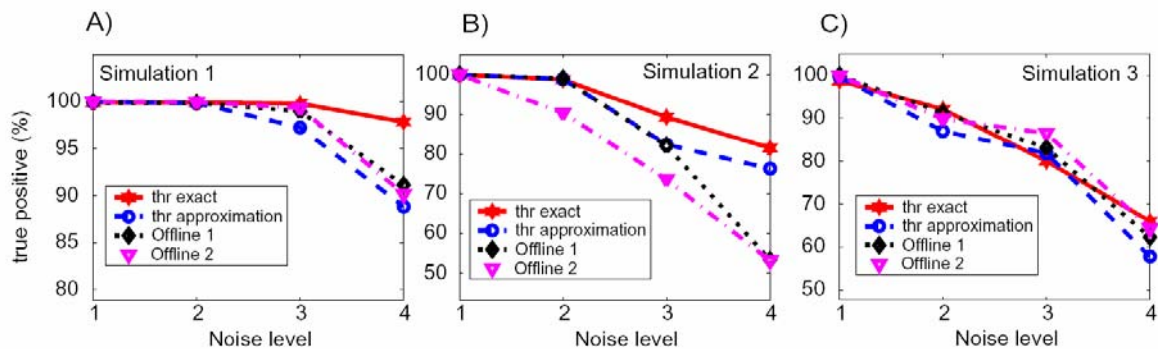 A)
Simulation 1
true positive (%)
100
95
90
85
80
thr exact
thr approximation
Offline 1
Offline 2
1 2 3 4
Noise level
B)
Simulation 2
100
90
80
70
60
50
thr exact
thr approximation
Offline 1
Offline 2
1 2 3 4
Noise level
C)
Simulation 3
100
90
80
70
60
50
thr exact
thr approximation
Offline 1
Offline 2
1 2 3 4
Noise level